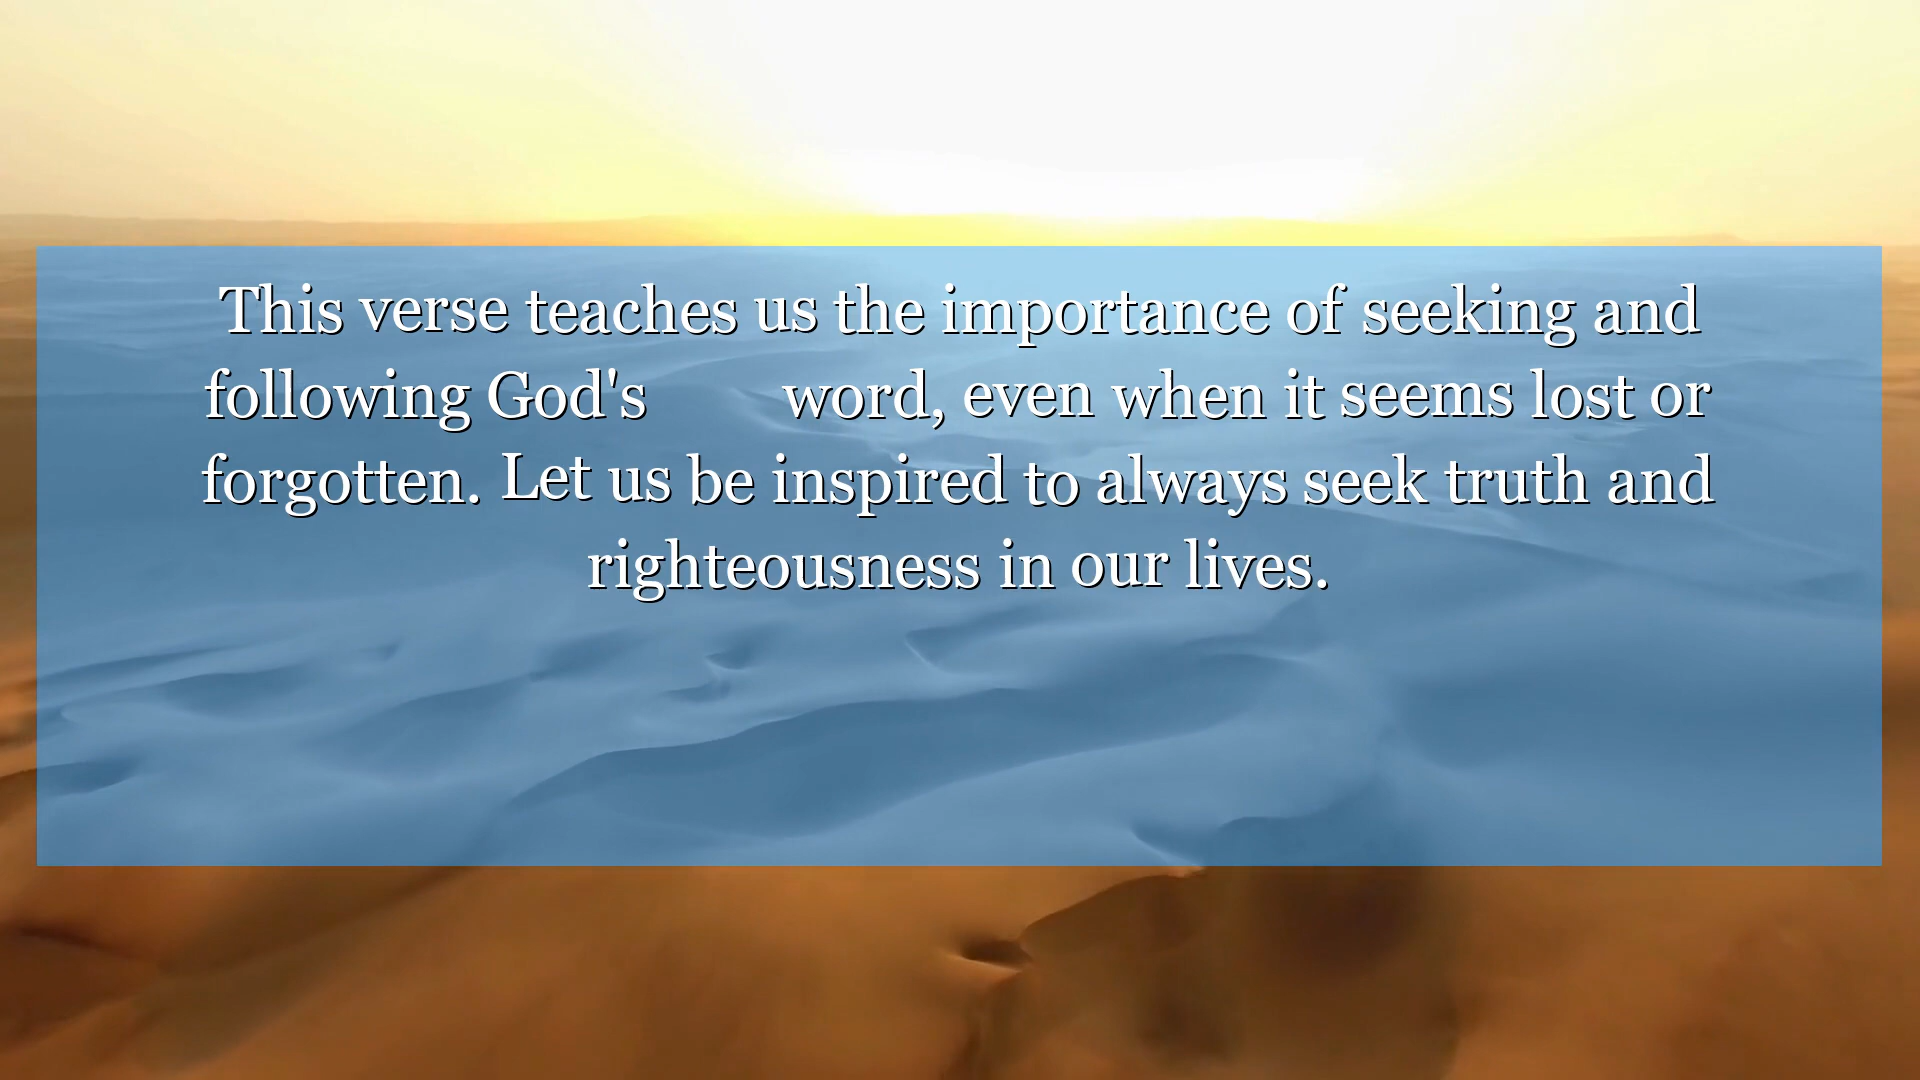 This verse teaches us the importance of seeking and
following God's word, even when it seems lost or
forgotten. Let us be inspired to always seek truth and
righteousness in our lives.